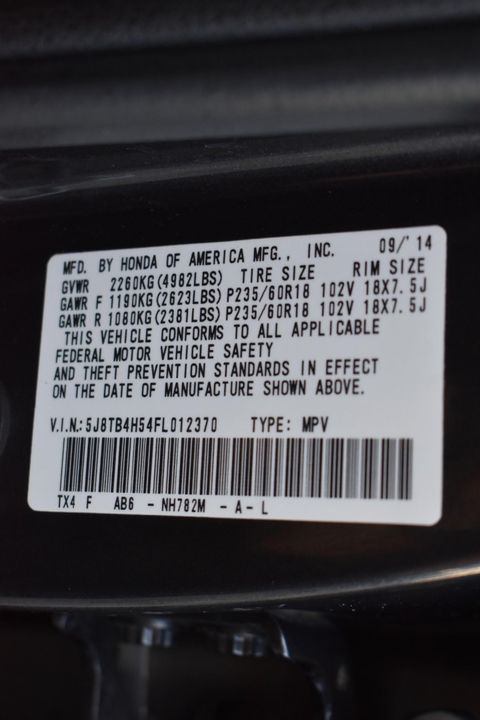 MFD. BY HONDA OF AMERICA MFG., INC. 09/'14
GVWR 2260KG(4982LBS) TIRE SIZE RIM SIZE
GAWR F 1190KG(2623LBS) P235/60R18 102V 18X7.5J
GAWR R 1080KG(2381LBS) P235/60R18 102V 18X7.5J
THIS VEHICLE CONFORMS TO ALL APPLICABLE
FEDERAL MOTOR VEHICLE SAFETY
AND THEFT PREVENTION STANDARDS IN EFFECT
ON THE DATE OF MANUFACTURE SHOWN ABOVE.
V.I.N.:5J8TB4H54FL012370 TYPE: MPV
TX4 F AB6 - NH782M - A - L